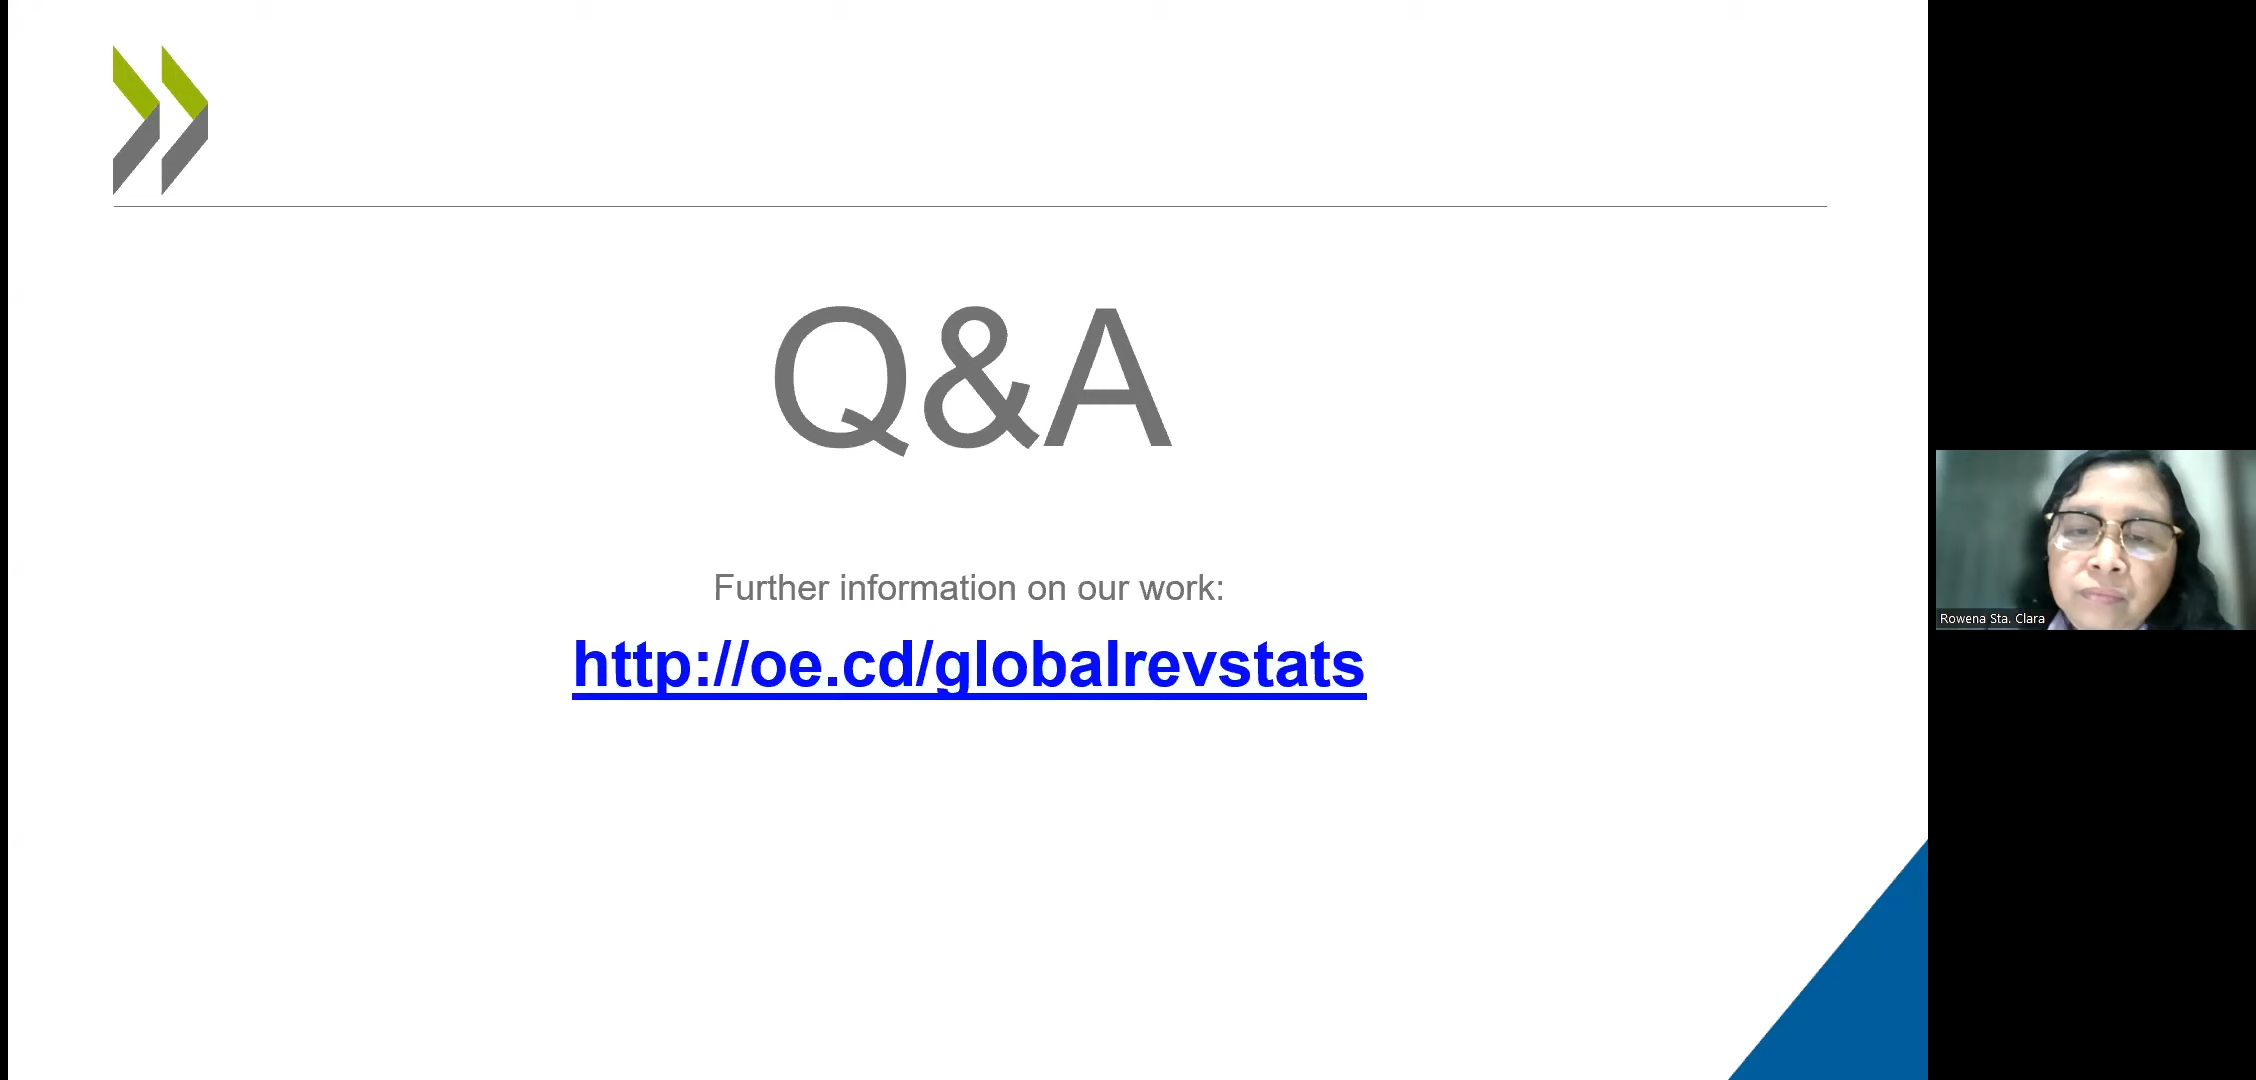 Q&A
Further information on our work:
http://oe.cd/globalrevstats
Rowena Sta. Clara